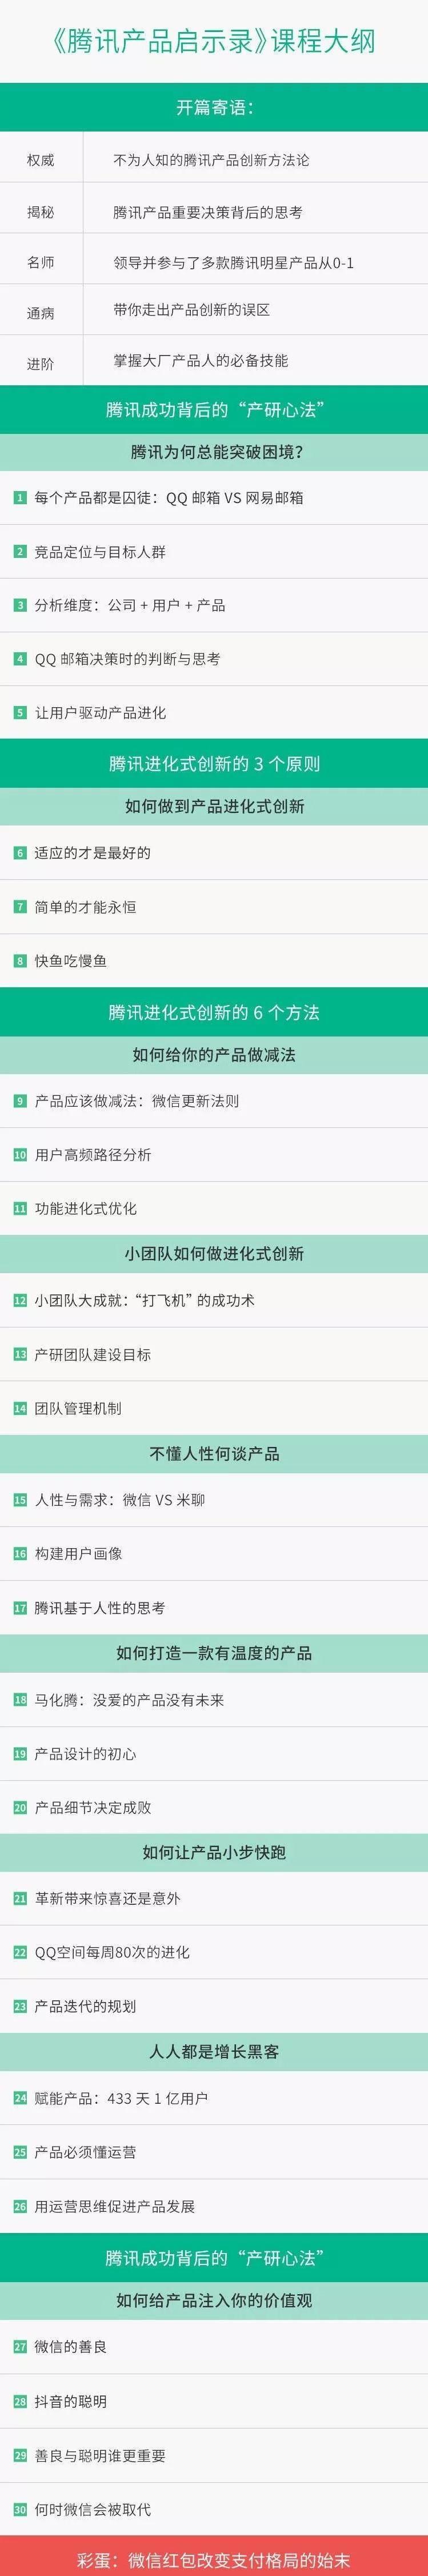 《腾讯产品启示录》课程大纲
开篇寄语：
权威 不为人知的腾讯产品创新方法论
揭秘 腾讯产品重要决策背后的思考
名师 领导并参与了多款腾讯明星产品从0-1
通病 带你走出产品创新的误区
进阶 掌握大厂产品人的必备技能
腾讯成功背后的“产研心法”
腾讯为何总能突破困境？
1 每个产品都是囚徒：QQ 邮箱 VS 网易邮箱
2 竞品定位与目标人群
3 分析维度：公司 + 用户 + 产品
4 QQ 邮箱决策时的判断与思考
5 让用户驱动产品进化
腾讯进化式创新的 3 个原则
如何做到产品进化式创新
6 适应的才是最好的
7 简单的才能永恒
8 快鱼吃慢鱼
腾讯进化式创新的 6 个方法
如何给你的产品做减法
9 产品应该做减法：微信更新法则
10 用户高频路径分析
11 功能进化式优化
小团队如何做进化式创新
12 小团队大成就：“打飞机” 的成功术
13 产研团队建设目标
14 团队管理机制
不懂人性何谈产品
15 人性与需求：微信 VS 米聊
16 构建用户画像
17 腾讯基于人性的思考
如何打造一款有温度的产品
18 马化腾：没爱的产品没有未来
19 产品设计的初心
20 产品细节决定成败
如何让产品小步快跑
21 革新带来惊喜还是意外
22 QQ空间每周80次的进化
23 产品迭代的规划
人人都是增长黑客
24 赋能产品：433 天 1 亿用户
25 产品必须懂运营
26 用运营思维促进产品发展
腾讯成功背后的“产研心法”
如何给产品注入你的价值观
27 微信的善良
28 抖音的聪明
29 善良与聪明谁更重要
30 何时微信会被取代
彩蛋：微信红包改变支付格局的始末